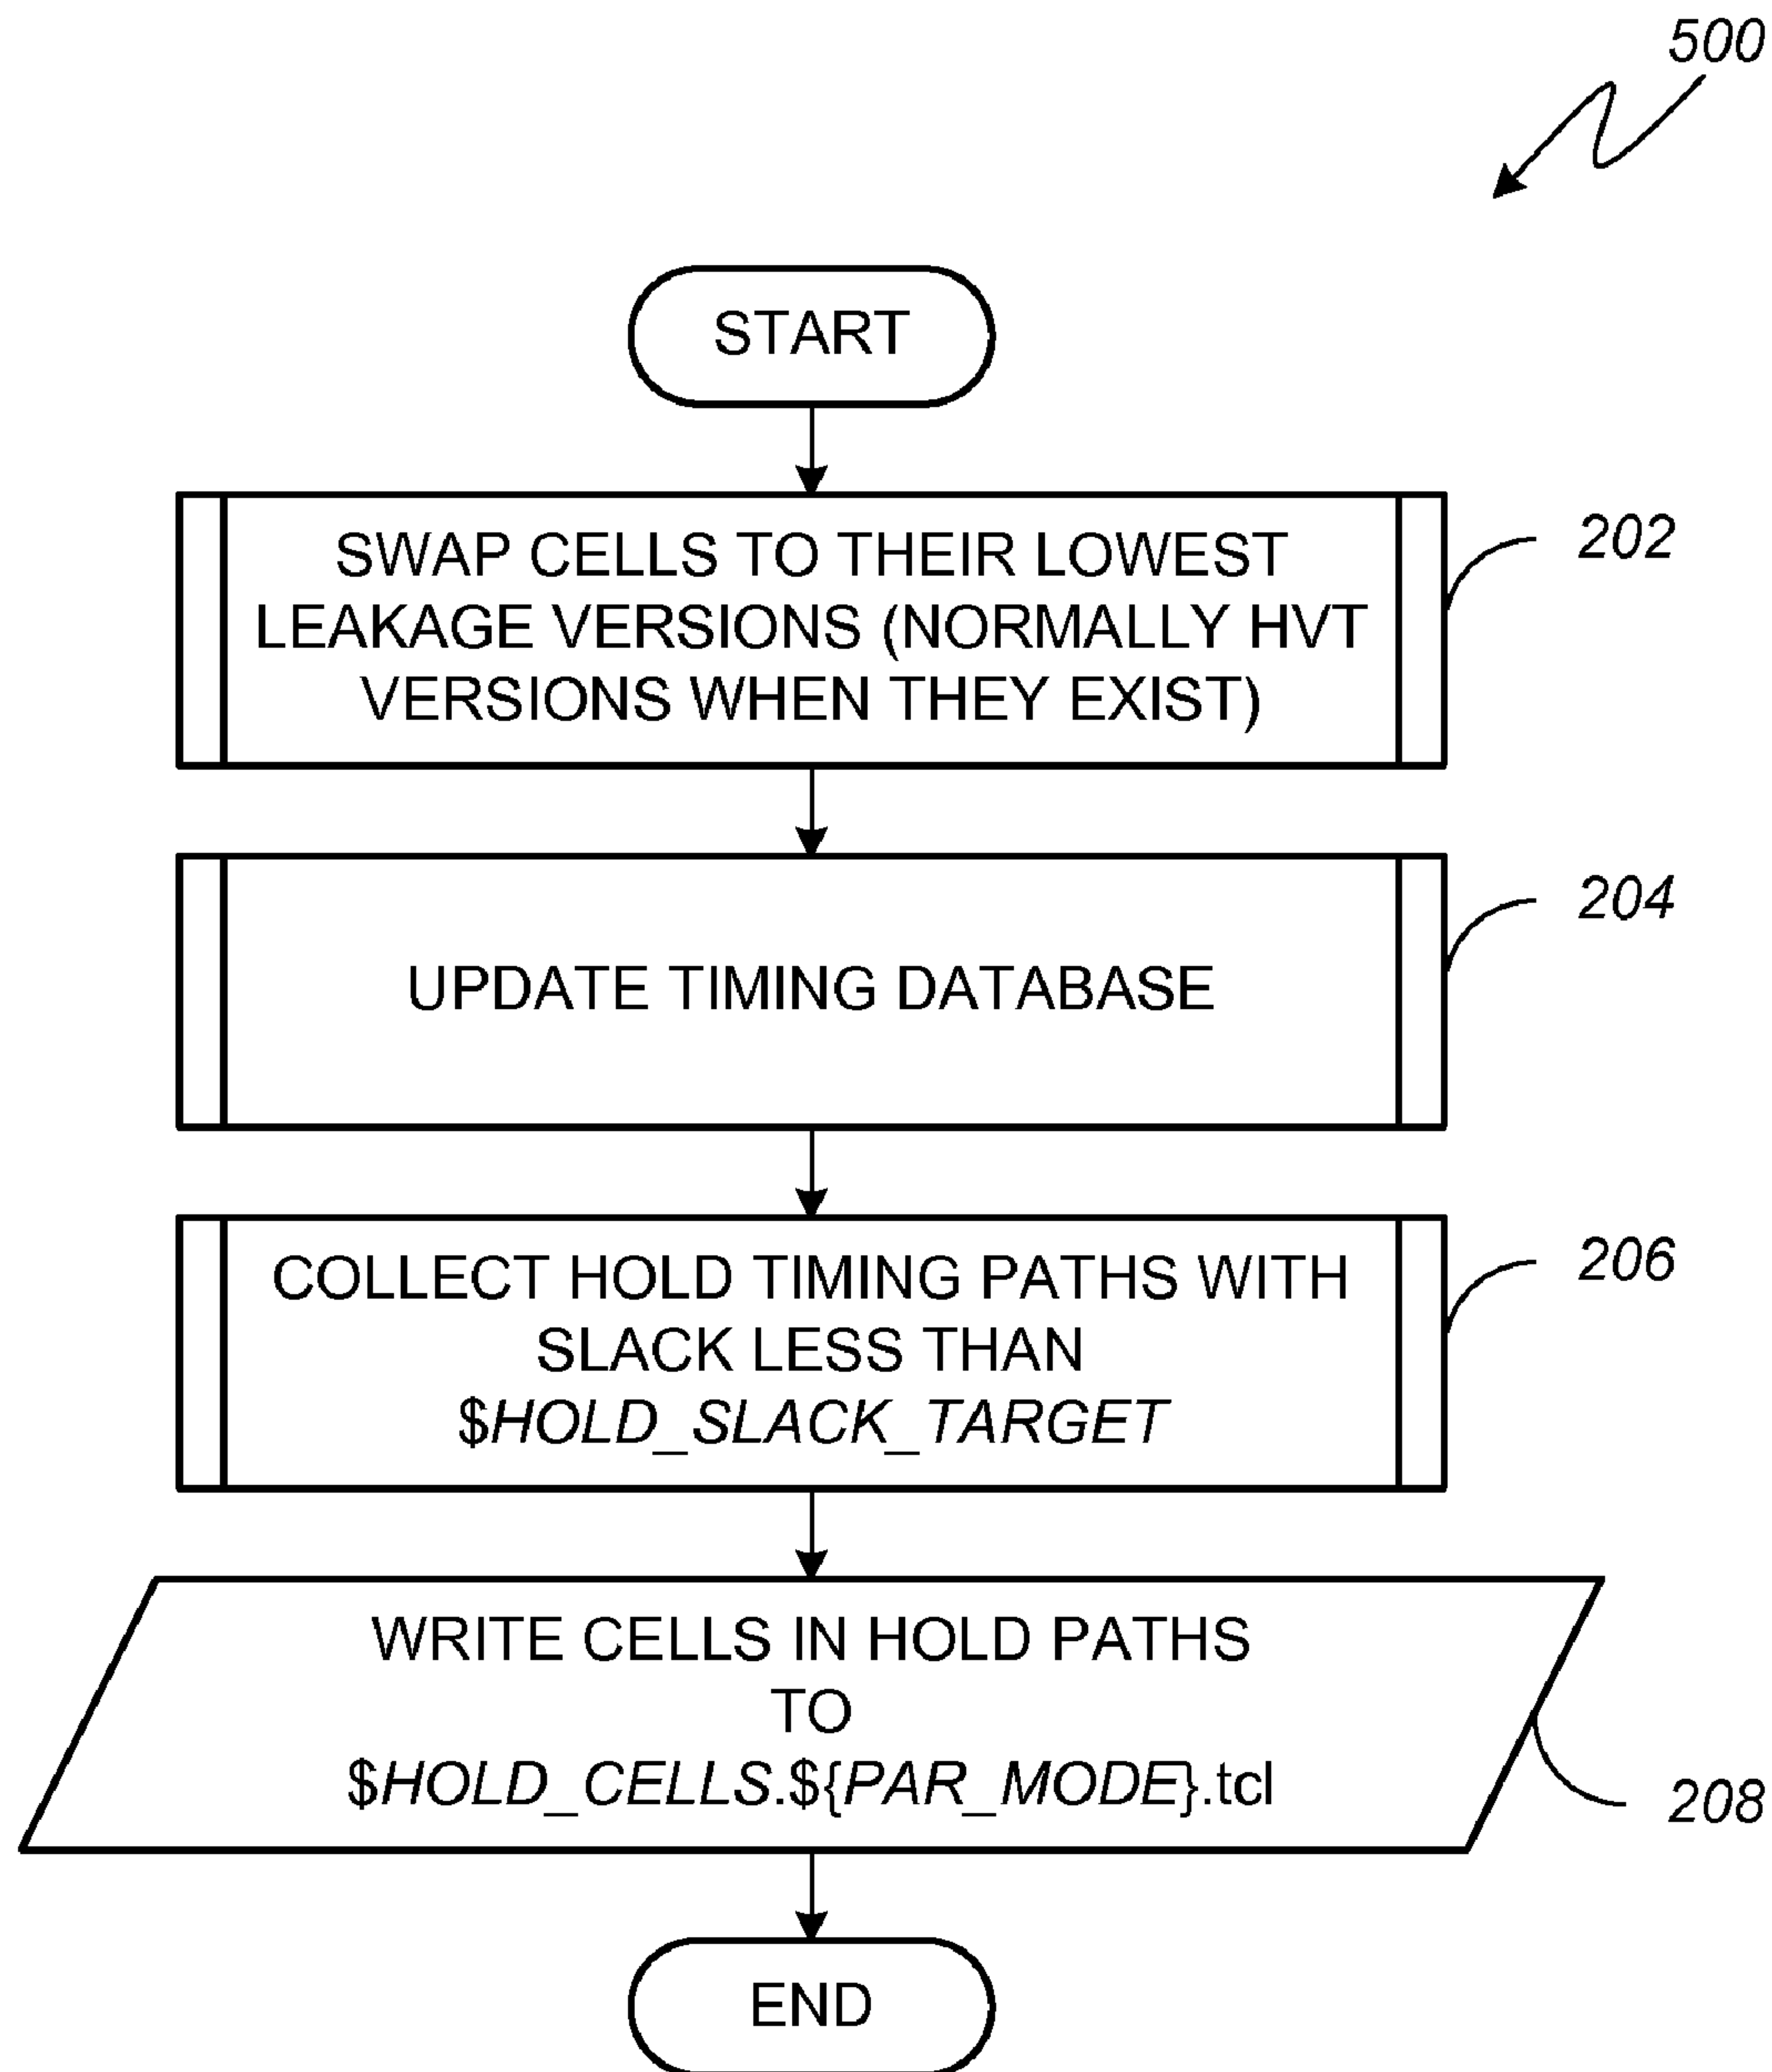 500
START
SWAP CELLS TO THEIR LOWEST
LEAKAGE VERSIONS (NORMALLY HVT
VERSIONS WHEN THEY EXIST)
202
UPDATE TIMING DATABASE
204
COLLECT HOLD TIMING PATHS WITH
SLACK LESS THAN
$HOLD_SLACK_TARGET
206
WRITE CELLS IN HOLD PATHS
TO
$HOLD_CELLS.${PAR_MODE}.tcl
208
END